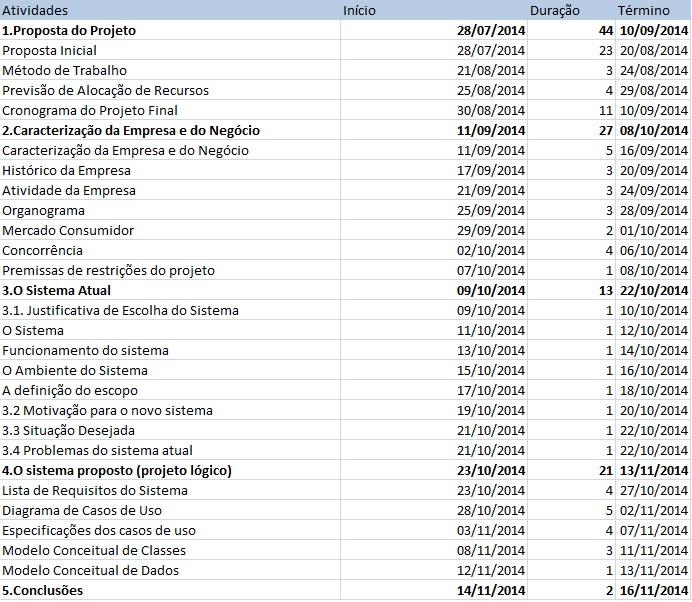 Atividades Início Duração Término
1.Proposta do Projeto 28/07/2014 44 10/09/2014
Proposta Inicial 28/07/2014 23 20/08/2014
Método de Trabalho 21/08/2014 3 24/08/2014
Previsão de Alocação de Recursos 25/08/2014 4 29/08/2014
Cronograma do Projeto Final 30/08/2014 11 10/09/2014
2.Caracterização da Empresa e do Negócio 11/09/2014 27 08/10/2014
Caracterização da Empresa e do Negócio 11/09/2014 5 16/09/2014
Histórico da Empresa 17/09/2014 3 20/09/2014
Atividade da Empresa 21/09/2014 3 24/09/2014
Organograma 25/09/2014 3 28/09/2014
Mercado Consumidor 29/09/2014 2 01/10/2014
Concorrência 02/10/2014 4 06/10/2014
Premissas de restrições do projeto 07/10/2014 1 08/10/2014
3.O Sistema Atual 09/10/2014 13 22/10/2014
3.1. Justificativa de Escolha do Sistema 09/10/2014 1 10/10/2014
O Sistema 11/10/2014 1 12/10/2014
Funcionamento do sistema 13/10/2014 1 14/10/2014
O Ambiente do Sistema 15/10/2014 1 16/10/2014
A definição do escopo 17/10/2014 1 18/10/2014
3.2 Motivação para o novo sistema 19/10/2014 1 20/10/2014
3.3 Situação Desejada 21/10/2014 1 22/10/2014
3.4 Problemas do sistema atual 21/10/2014 1 22/10/2014
4.O sistema proposto (projeto lógico) 23/10/2014 21 13/11/2014
Lista de Requisitos do Sistema 23/10/2014 4 27/10/2014
Diagrama de Casos de Uso 28/10/2014 5 02/11/2014
Especificações dos casos de uso 03/11/2014 4 07/11/2014
Modelo Conceitual de Classes 08/11/2014 3 11/11/2014
Modelo Conceitual de Dados 12/11/2014 1 13/11/2014
5.Conclusões 14/11/2014 2 16/11/2014